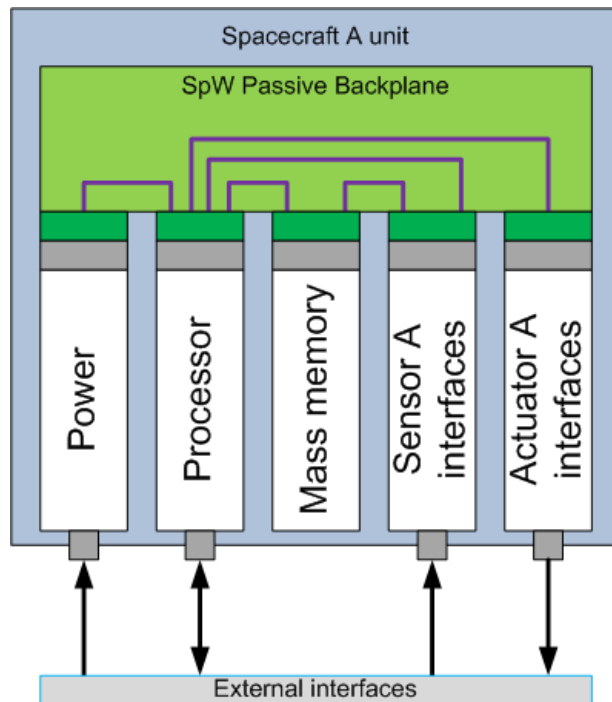 Spacecraft A unit
SpW Passive Backplane
Power
Processor
Mass memory
Sensor A
interfaces
Actuator A
interfaces
External interfaces